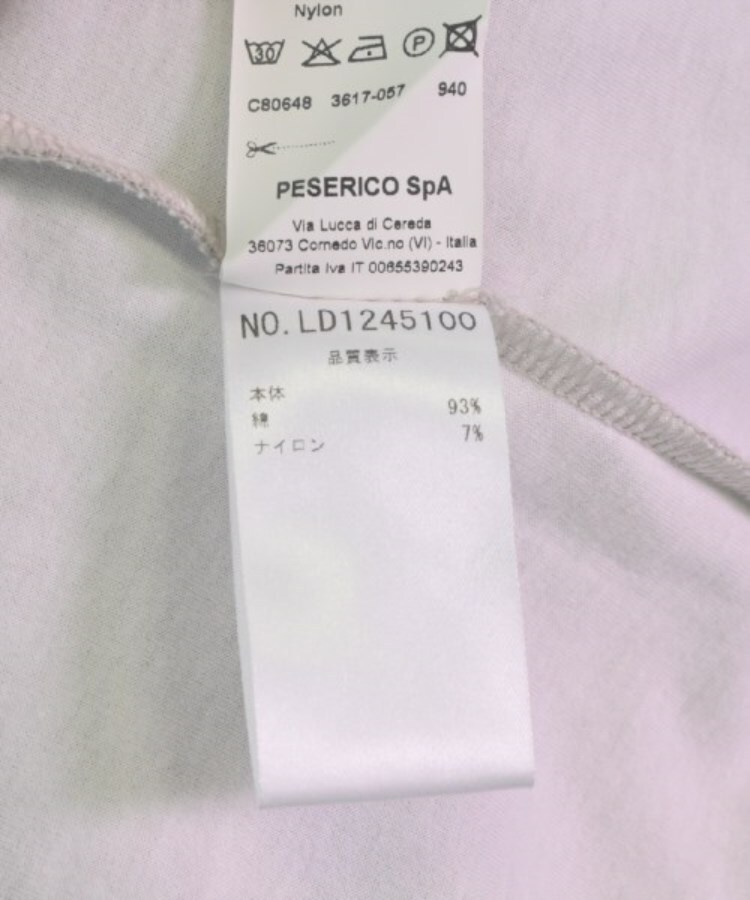 Nylon
30
P
C80648 3617-057 940
PESERICO SpA
Via Lucca di Cereda
36073 Cornedo Vic.no (VI) - Italia
Partita Iva IT 00655390243
NO.LD1245100
品質表示
本体
綿 93%
ナイロン 7%